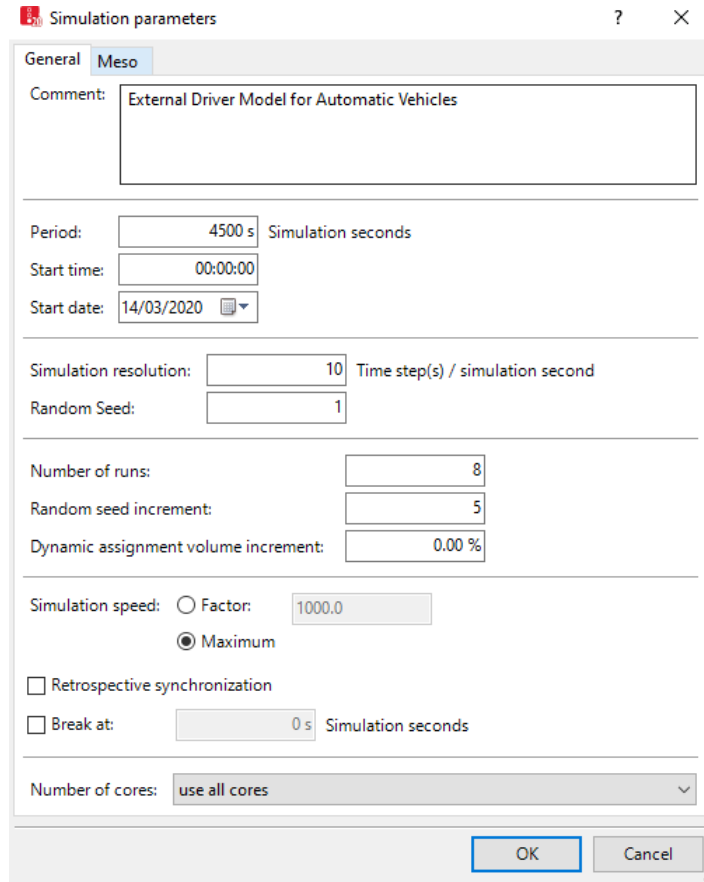 Simulation parameters ? ×
General Meso
Comment: External Driver Model for Automatic Vehicles
Period: 4500 s Simulation seconds
Start time: 00:00:00
Start date: 14/03/2020
Simulation resolution: 10 Time step(s) / simulation second
Random Seed: 1
Number of runs: 8
Random seed increment: 5
Dynamic assignment volume increment: 0.00 %
Simulation speed: Factor: 1000.0
Maximum
Retrospective synchronization
Break at: 0 s Simulation seconds
Number of cores: use all cores
OK Cancel